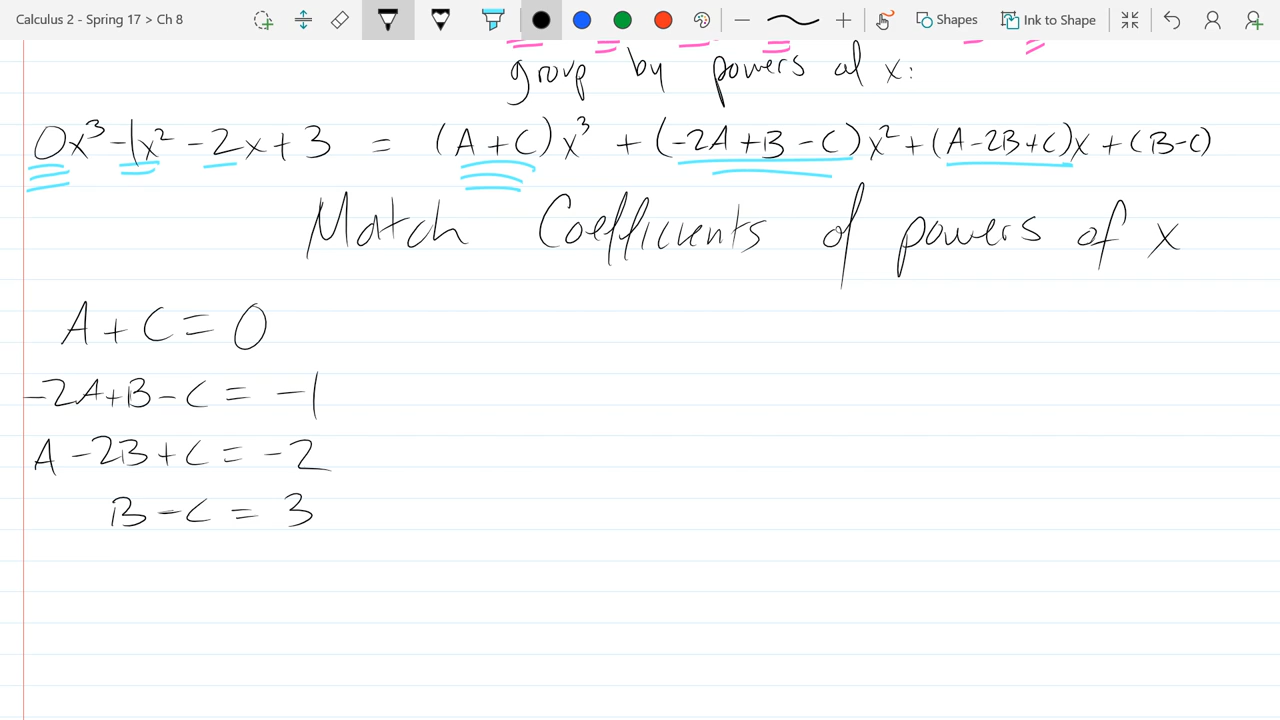 Calculus 2 - Spring 17 > Ch 8 Shapes Ink to Shape
group by powers of x:
0x³ -1x² - 2x + 3 = (A + C)x³ + (-2A + B - C)x² + (A - 2B + C)x + (B - C)
Match Coefficients of powers of x
A + C = 0
-2A + B - C = -1
A - 2B + C = -2
B - C = 3